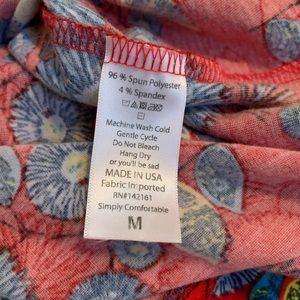 96 % Spun Polyester
4 % Spandex
Machine Wash Cold
Gentle Cycle
Do Not Bleach
Hang Dry
or you'll be sad
MADE IN USA
Fabric Imported
RN#142161
Simply Comfortable
M